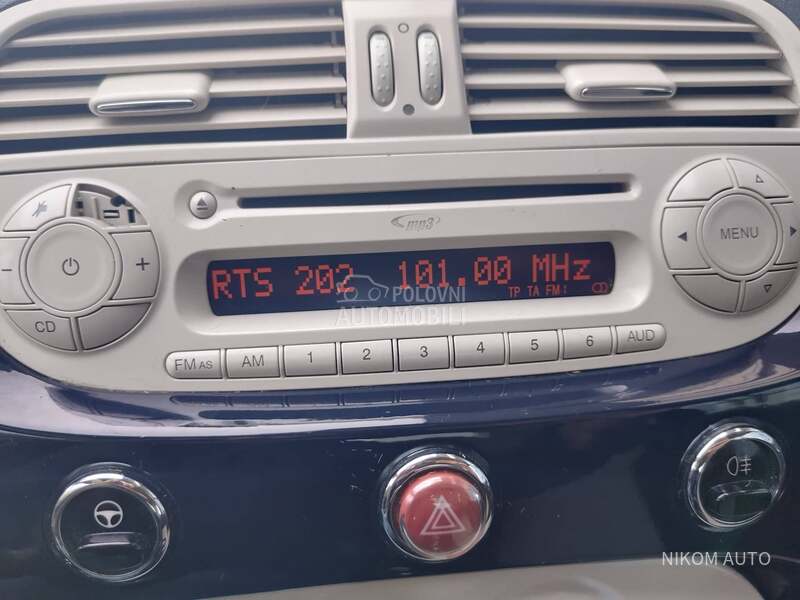 mp3
MENU
RTS 202 101.00 MHz
TP TA FM1
POLOVNI
AUTOMOBILI
- +
CD
FM AS AM 1 2 3 4 5 6 AUD
NIKOM AUTO